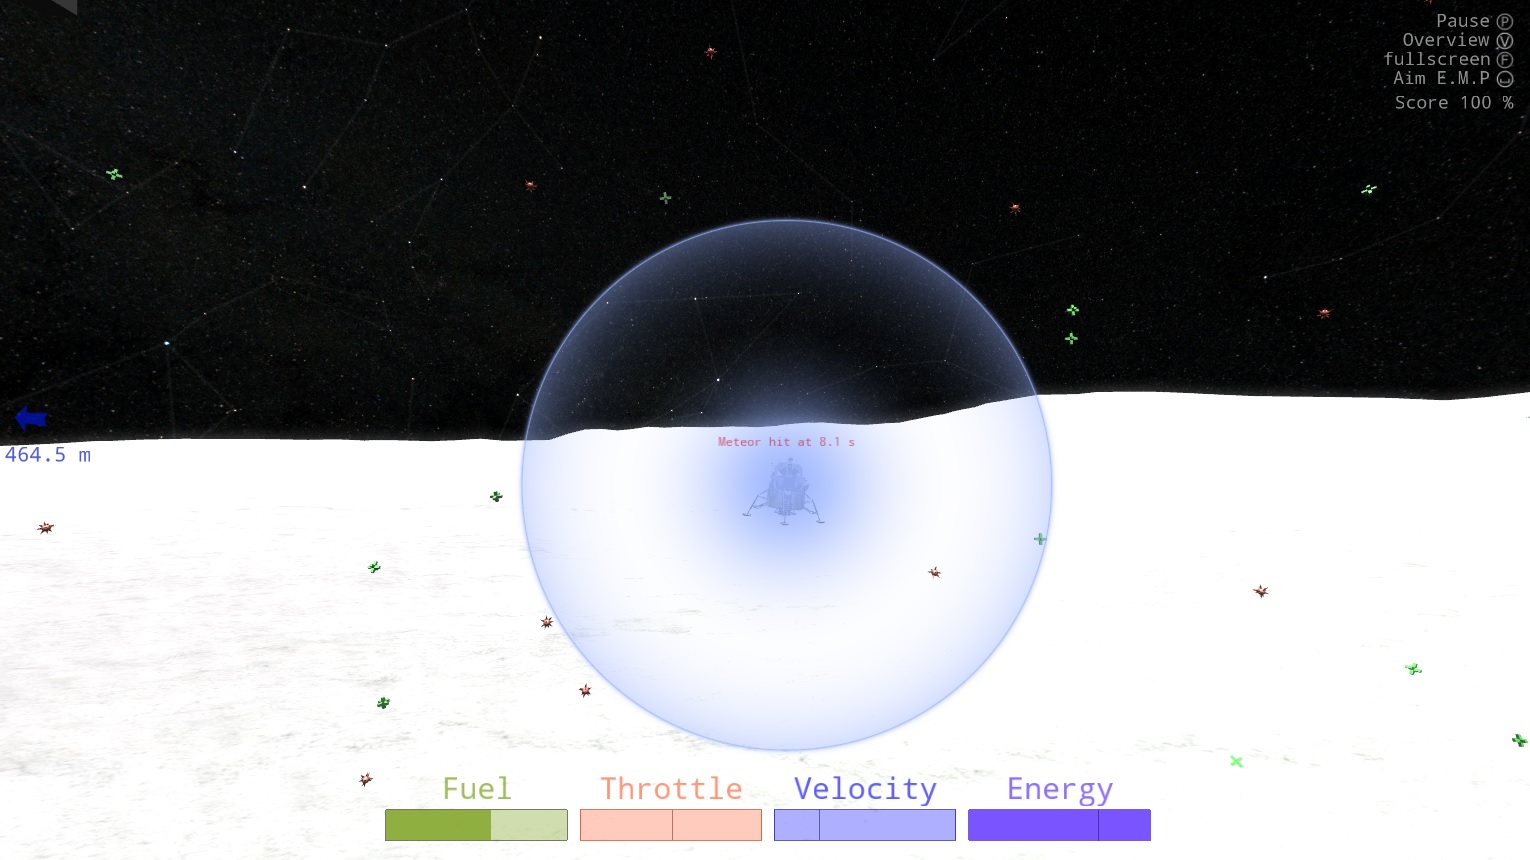 Pause P
Overview V
fullscreen F
Aim E.M.P
Score 100 %
Meteor hit at 8.1 s
464.5 m
Fuel Throttle Velocity Energy